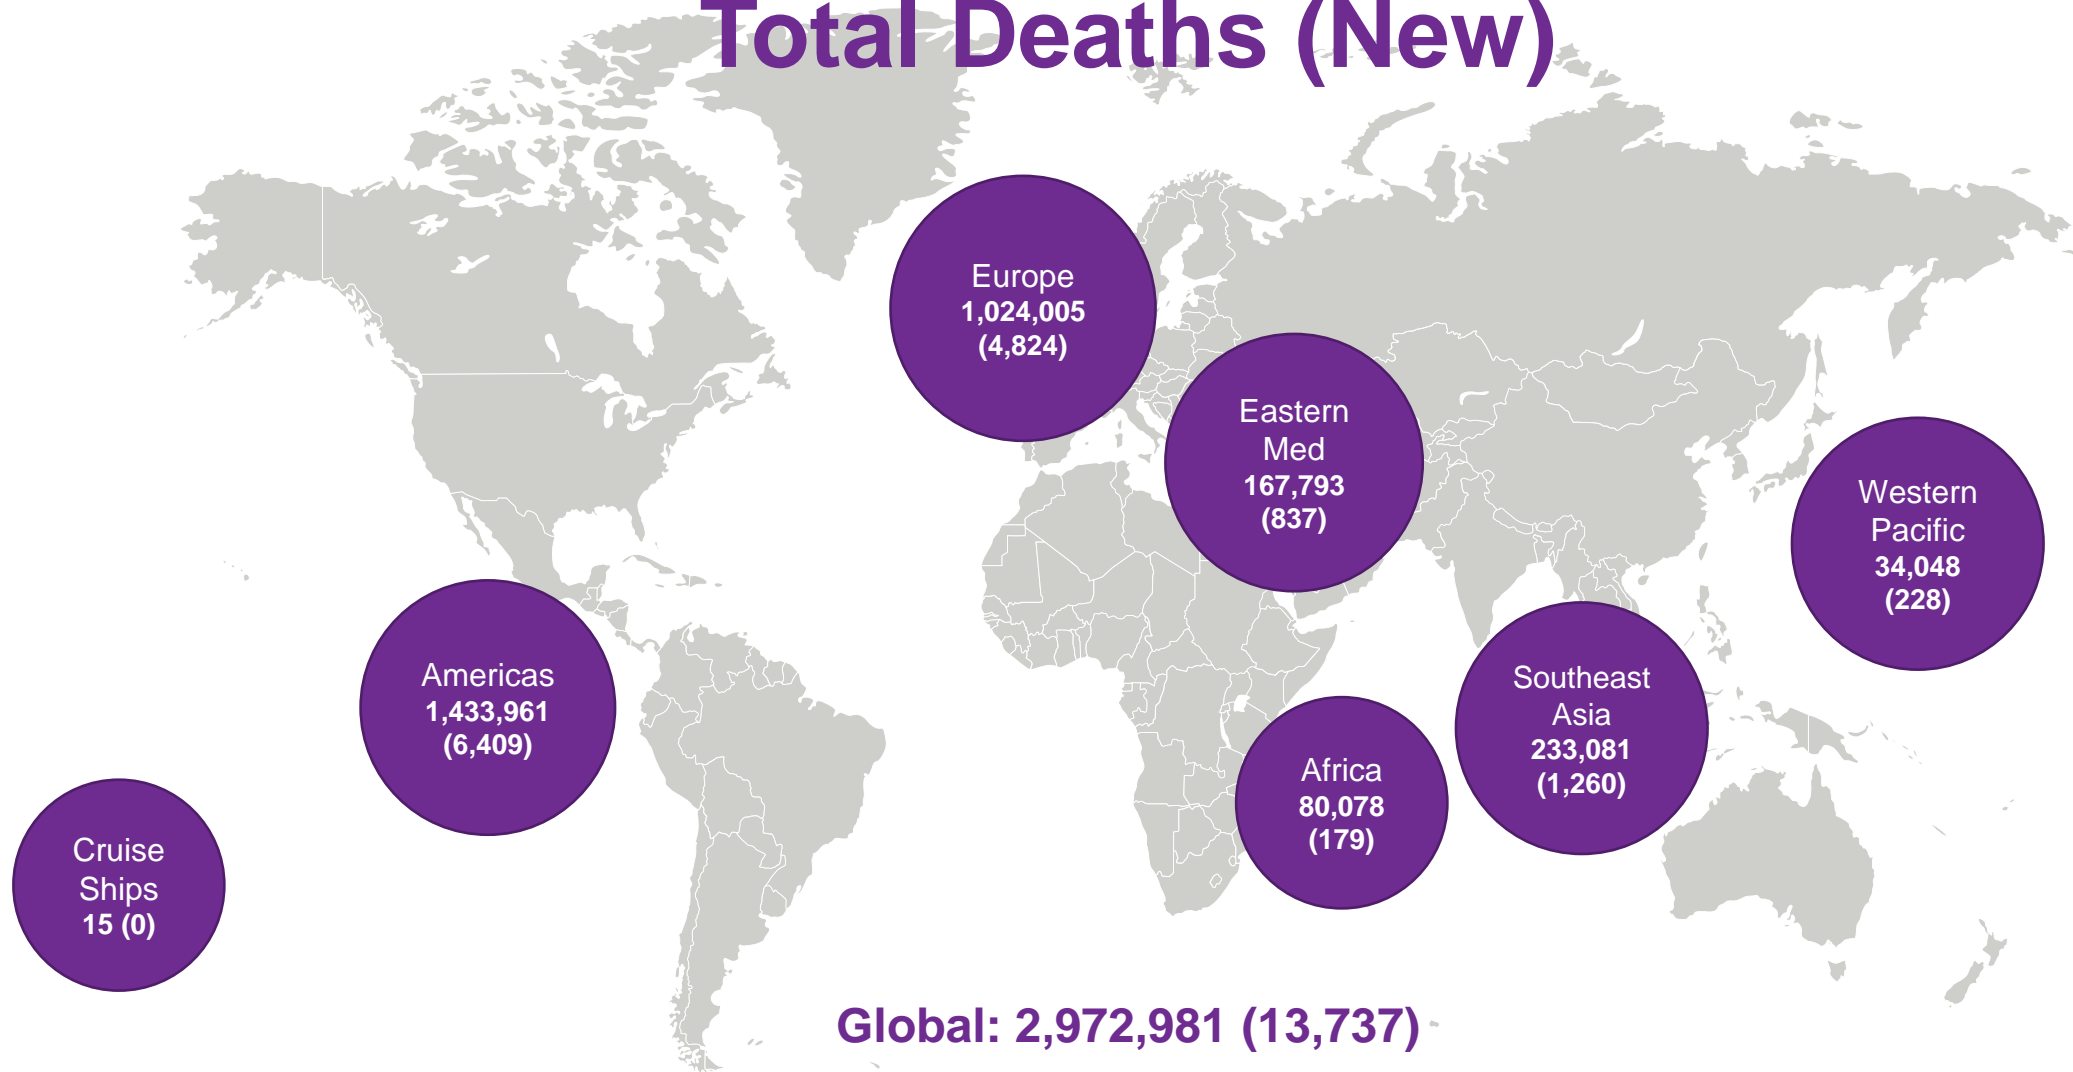 Total Deaths (New)
Europe
1,024,005
(4,824)
Eastern
Med
167,793
(837)
Western
Pacific
34,048
(228)
Americas
1,433,961
(6,409)
Southeast
Asia
233,081
(1,260)
Africa
80,078
(179)
Cruise
Ships
15 (0)
Global: 2,972,981 (13,737)